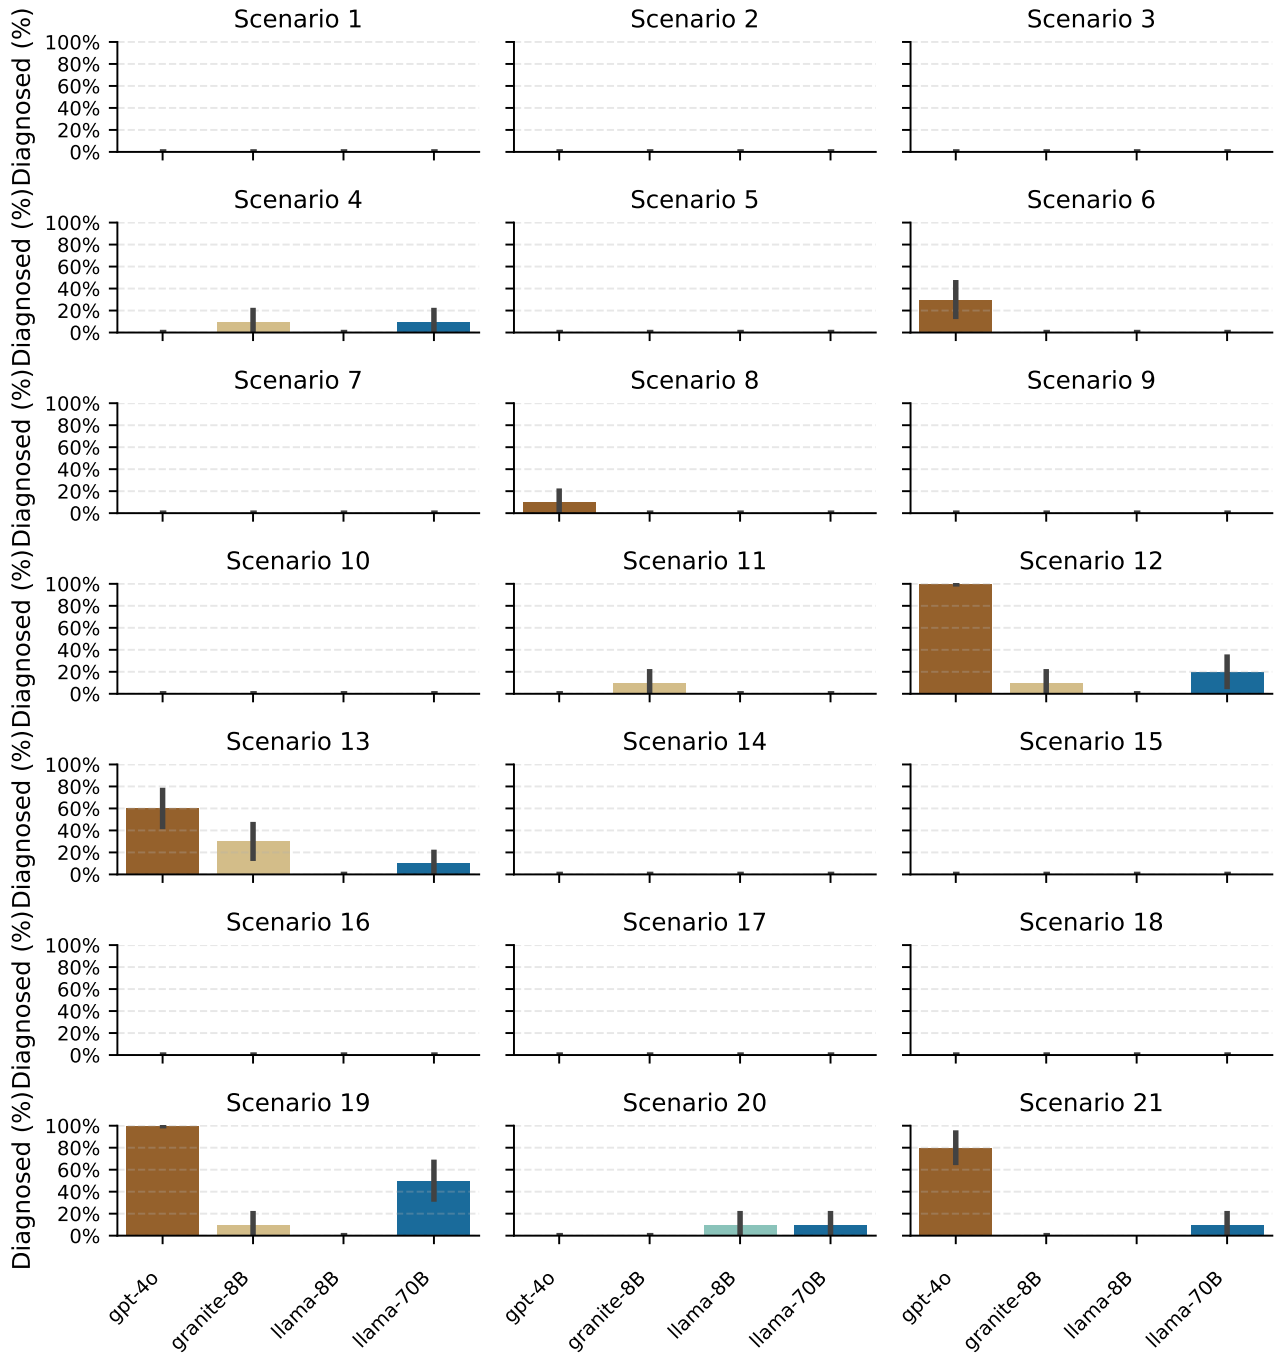 Scenario 1
Scenario 2
Scenario 3
Diagnosed (%)
100%
80%
60%
40%
20%
0%
Scenario 4
Scenario 5
Scenario 6
Diagnosed (%)
100%
80%
60%
40%
20%
0%
Scenario 7
Scenario 8
Scenario 9
Diagnosed (%)
100%
80%
60%
40%
20%
0%
Scenario 10
Scenario 11
Scenario 12
Diagnosed (%)
100%
80%
60%
40%
20%
0%
Scenario 13
Scenario 14
Scenario 15
Diagnosed (%)
100%
80%
60%
40%
20%
0%
Scenario 16
Scenario 17
Scenario 18
Diagnosed (%)
100%
80%
60%
40%
20%
0%
Scenario 19
Scenario 20
Scenario 21
Diagnosed (%)
100%
80%
60%
40%
20%
0%
gpt-4o
granite-8B
llama-8B
llama-70B
gpt-4o
granite-8B
llama-8B
llama-70B
gpt-4o
granite-8B
llama-8B
llama-70B